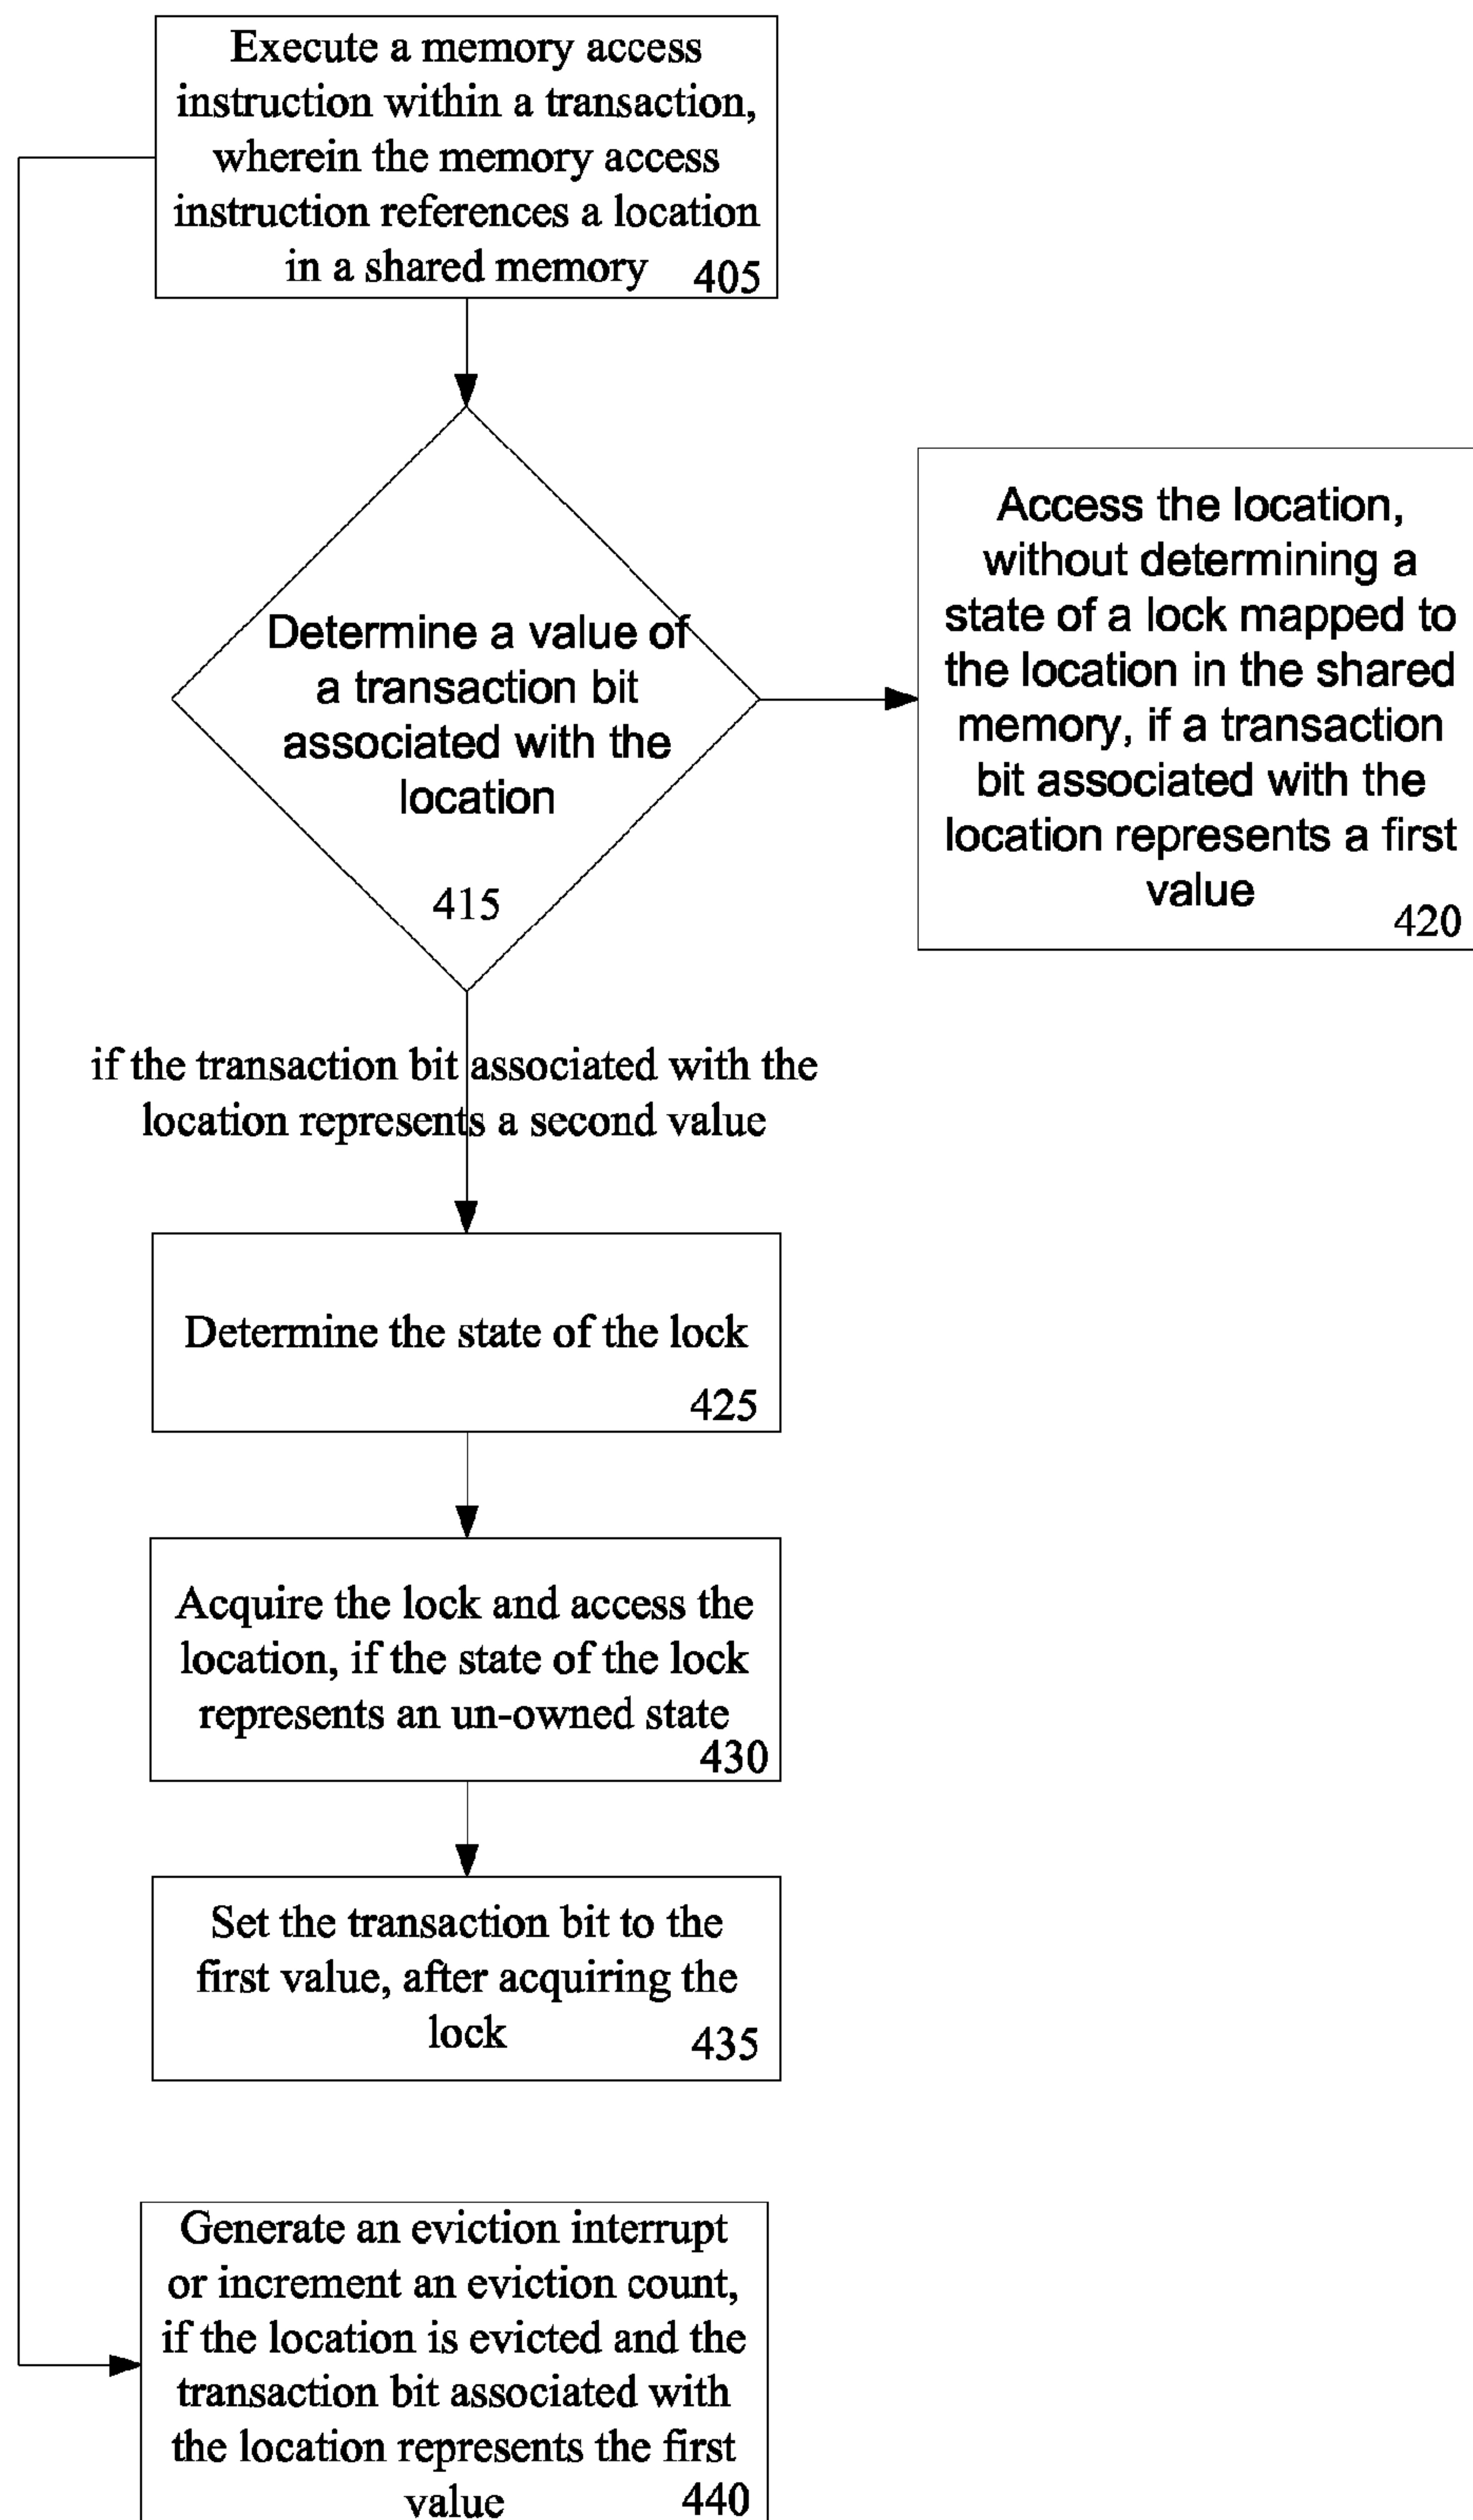 Execute a memory access
instruction within a transaction,
wherein the memory access
instruction references a location
in a shared memory 405
Determine a value of
a transaction bit
associated with the
location
415
Access the location,
without determining a
state of a lock mapped to
the location in the shared
memory, if a transaction
bit associated with the
location represents a first
value
420
if the transaction bit associated with the
location represents a second value
Determine the state of the lock
425
Acquire the lock and access the
location, if the state of the lock
represents an un-owned state
430
Set the transaction bit to the
first value, after acquiring the
lock 435
Generate an eviction interrupt
or increment an eviction count,
if the location is evicted and the
transaction bit associated with
the location represents the first
value 440